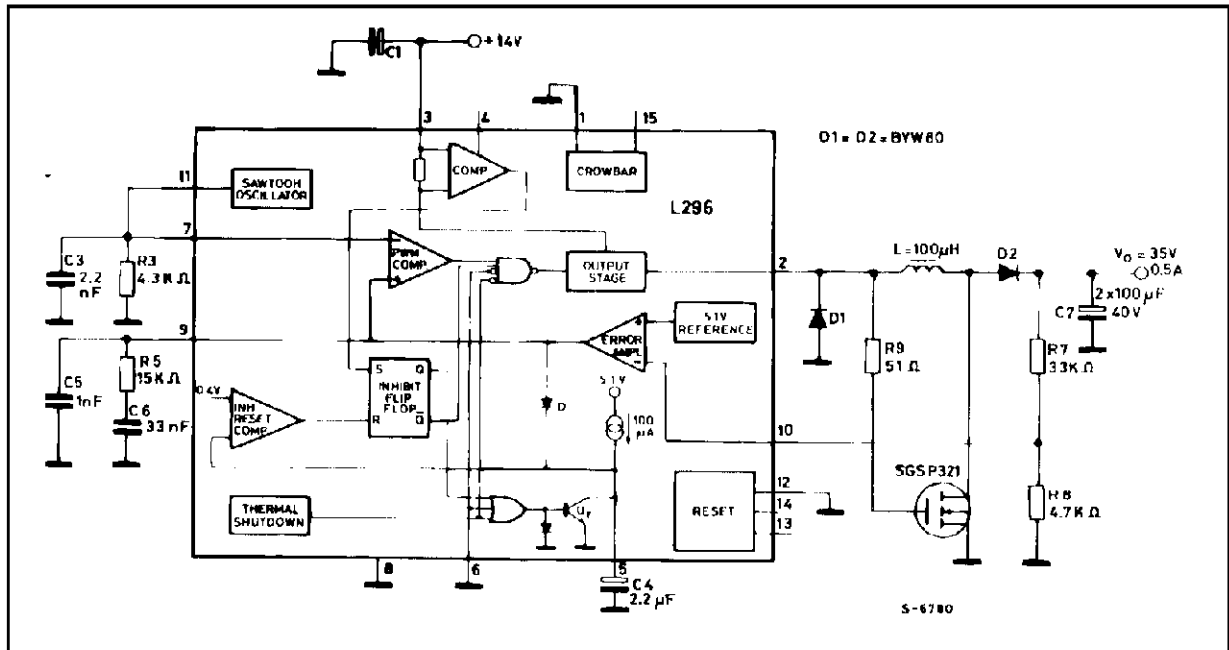 C1
+14V
3
4
1
15
D1=D2=BYW80
11
SAWTOOH
OSCILLATOR
COMP
CROWBAR
L296
7
C3
2.2
nF
R3
4.3KΩ
PWM
COMP
OUTPUT
STAGE
2
L=100µH
D2
Vo = 35V
0.5A
2x100µF
40V
C7
D1
9
5.1V
REFERENCE
ERROR
AMPL
+
-
R9
51Ω
R7
33KΩ
R5
15KΩ
C5
1nF
C6
33nF
0.4V
INH
RESET
COMP
S
Q
INHIBIT
FLIP
FLOP
R
Q
D
5.1V
100
µA
10
SGSP321
R8
4.7KΩ
THERMAL
SHUTDOWN
RESET
12
14
13
8
6
5
C4
2.2µF
S-6780